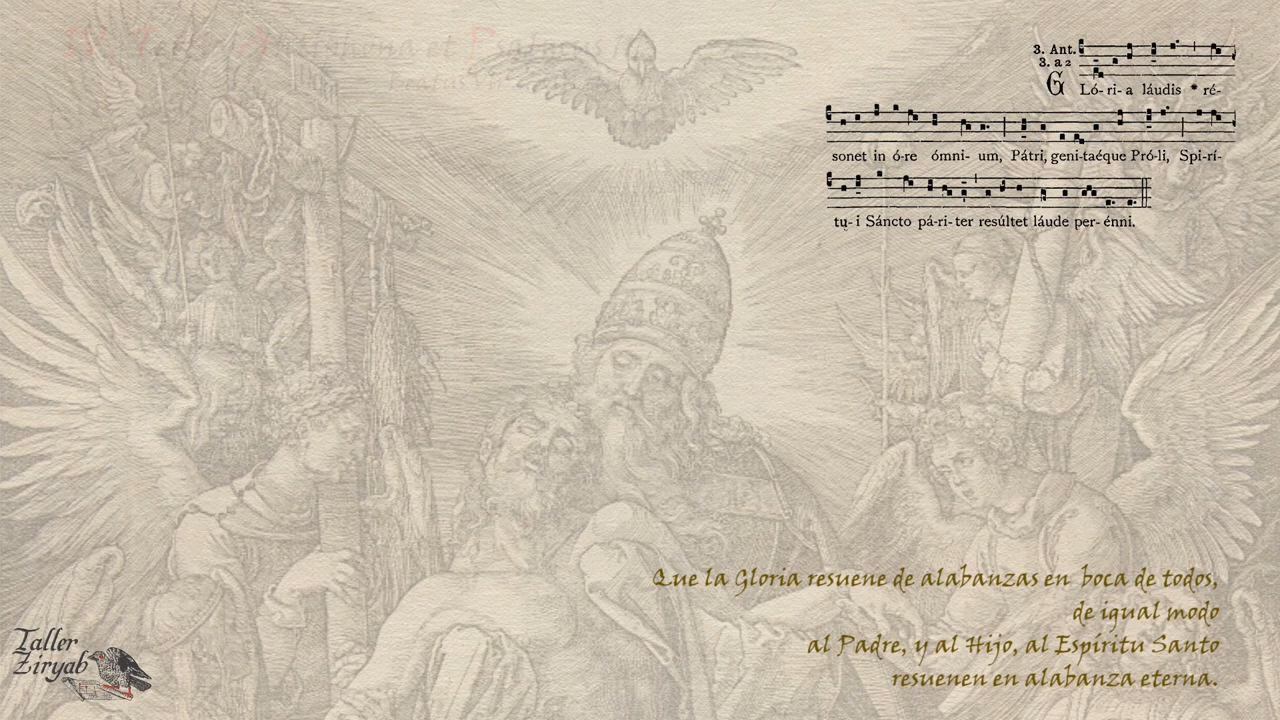 3. Ant.
3. a 2
GLó- ri- a láudis * ré-
sonet in ó-re ómni- um, Pátri, geni-taéque Pró-li, Spi-rí-
tu- i Sáncto pá-ri- ter resúltet láude per- énni.
Que la Gloria resuene de alabanzas en boca de todos,
de igual modo
al Padre, y al Hijo, al Espíritu Santo
resuenen en alabanza eterna.
Taller
Ziryab